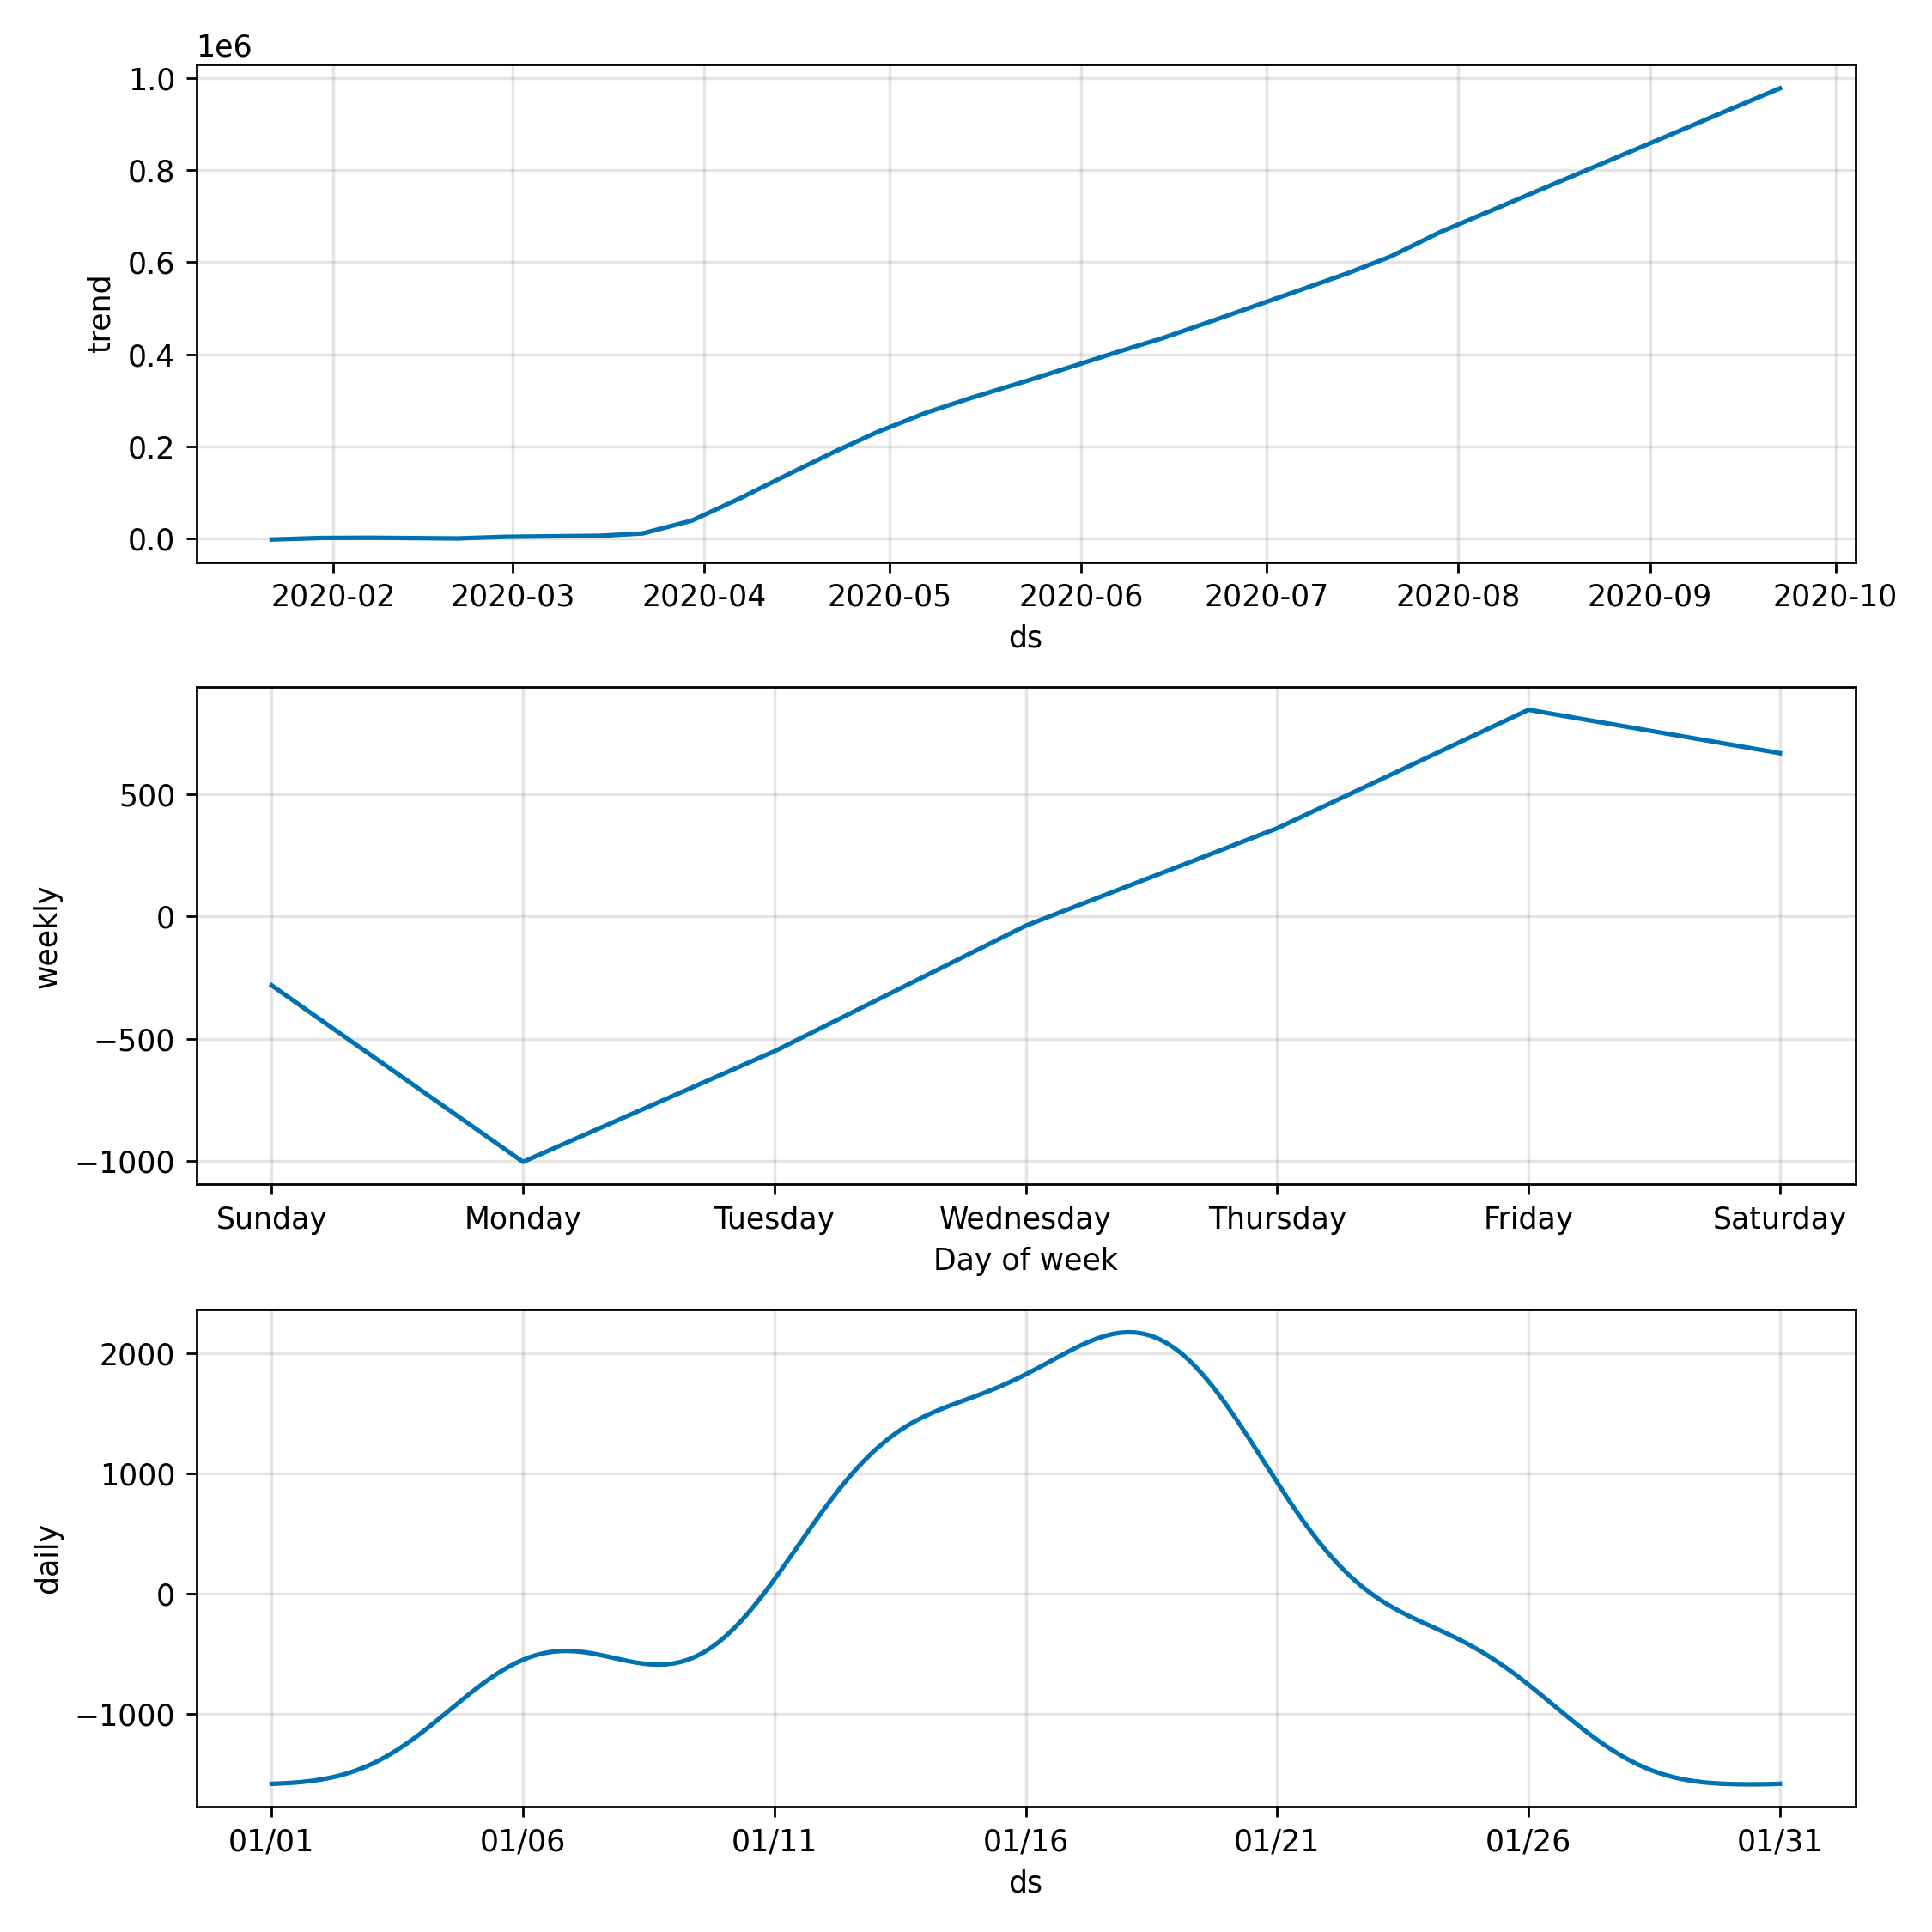 1e6
1.0
0.8
0.6
0.4
0.2
0.0
trend
2020-02 2020-03 2020-04 2020-05 2020-06 2020-07 2020-08 2020-09 2020-10
ds
500
0
−500
−1000
weekly
Sunday Monday Tuesday Wednesday Thursday Friday Saturday
Day of week
2000
1000
0
−1000
daily
01/01 01/06 01/11 01/16 01/21 01/26 01/31
ds